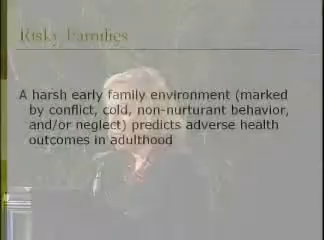 Risky Families
A harsh early family environment (marked
by conflict, cold, non-nurturant behavior,
and/or neglect) predicts adverse health
outcomes in adulthood